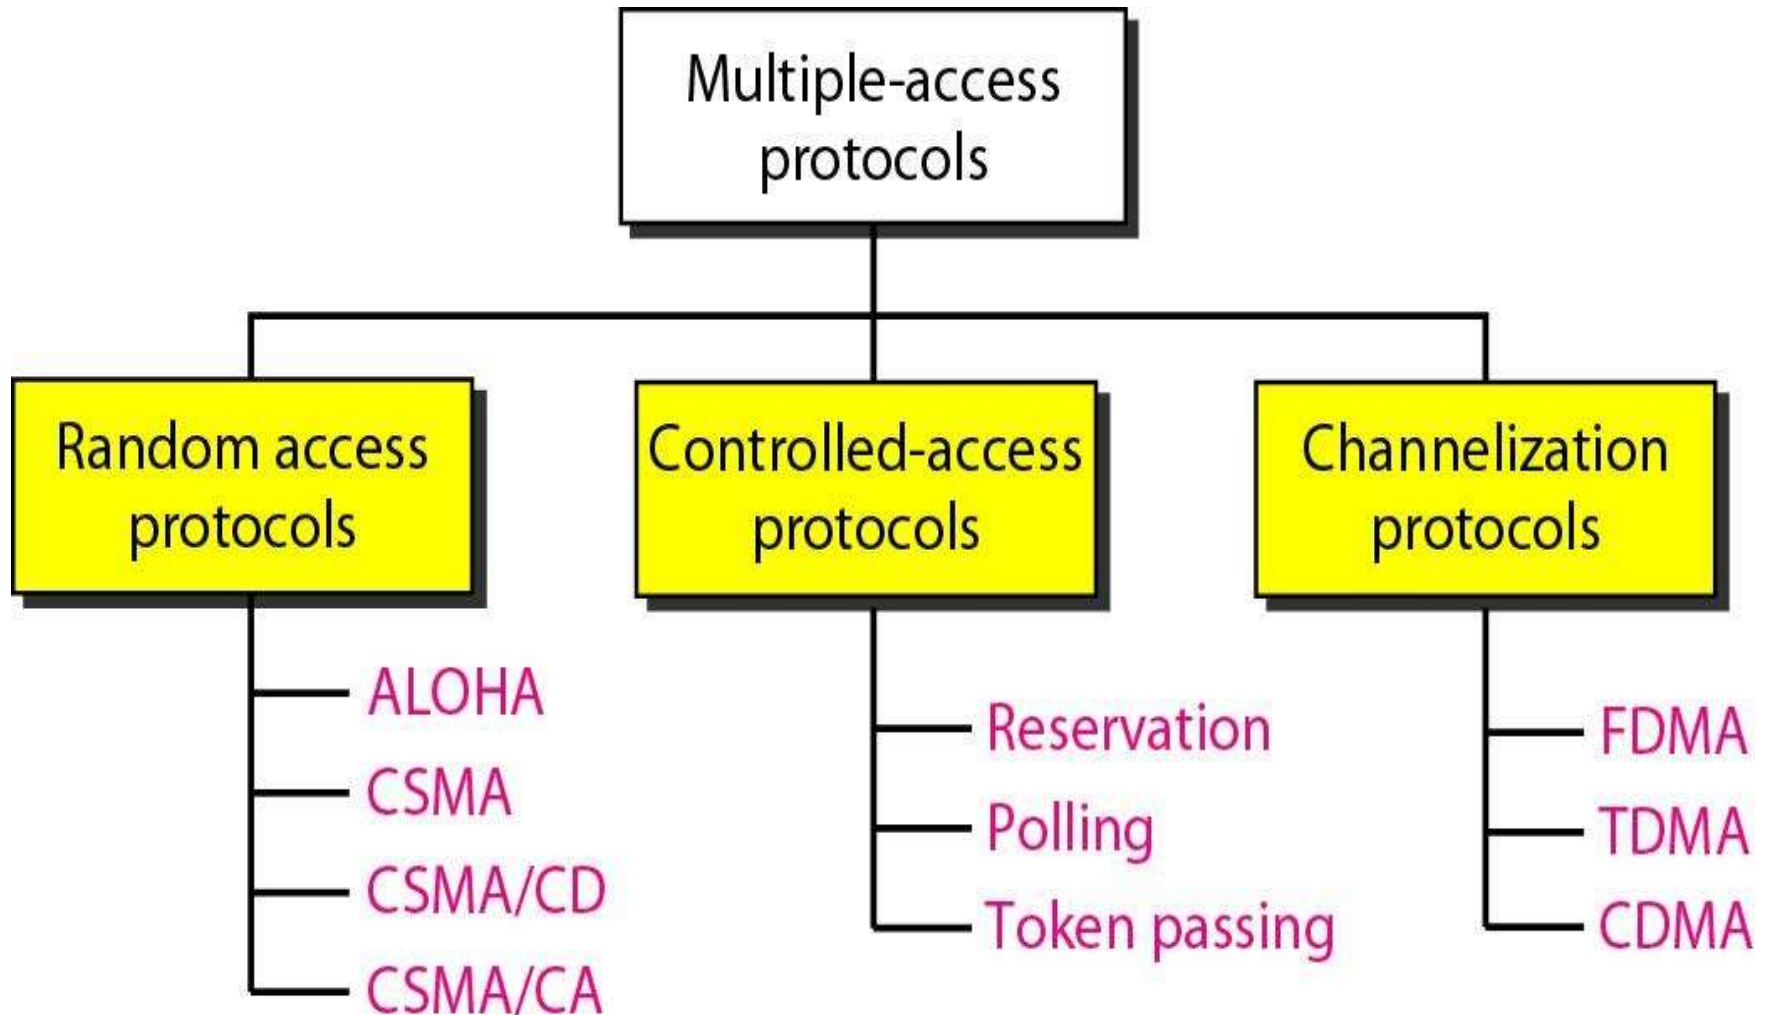 Multiple-access
protocols
Random access
protocols
Controlled-access
protocols
Channelization
protocols
ALOHA
CSMA
CSMA/CD
CSMA/CA
Reservation
Polling
Token passing
FDMA
TDMA
CDMA